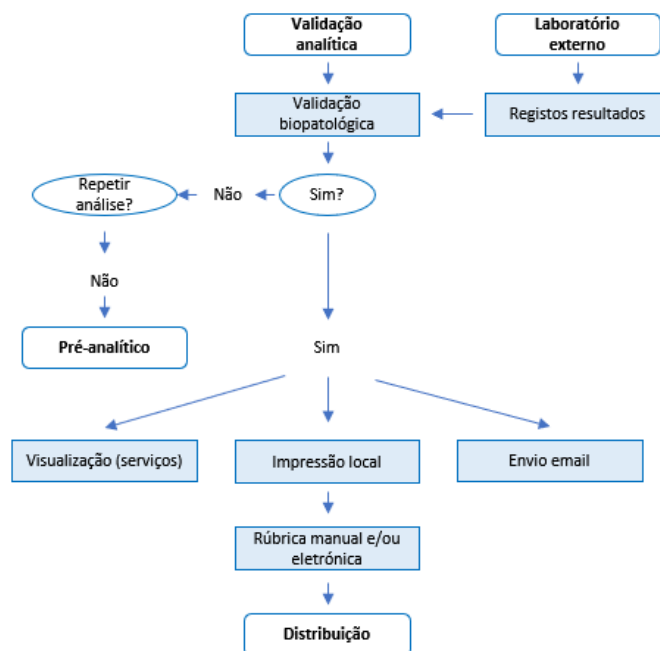 Validação
analítica
Laboratório
externo
Validação
biopatológica
Registos resultados
Repetir
análise?
Não
Sim?
Não
Pré-analítico
Sim
Visualização (serviços)
Impressão local
Envio email
Rúbrica manual e/ou
eletrónica
Distribuição